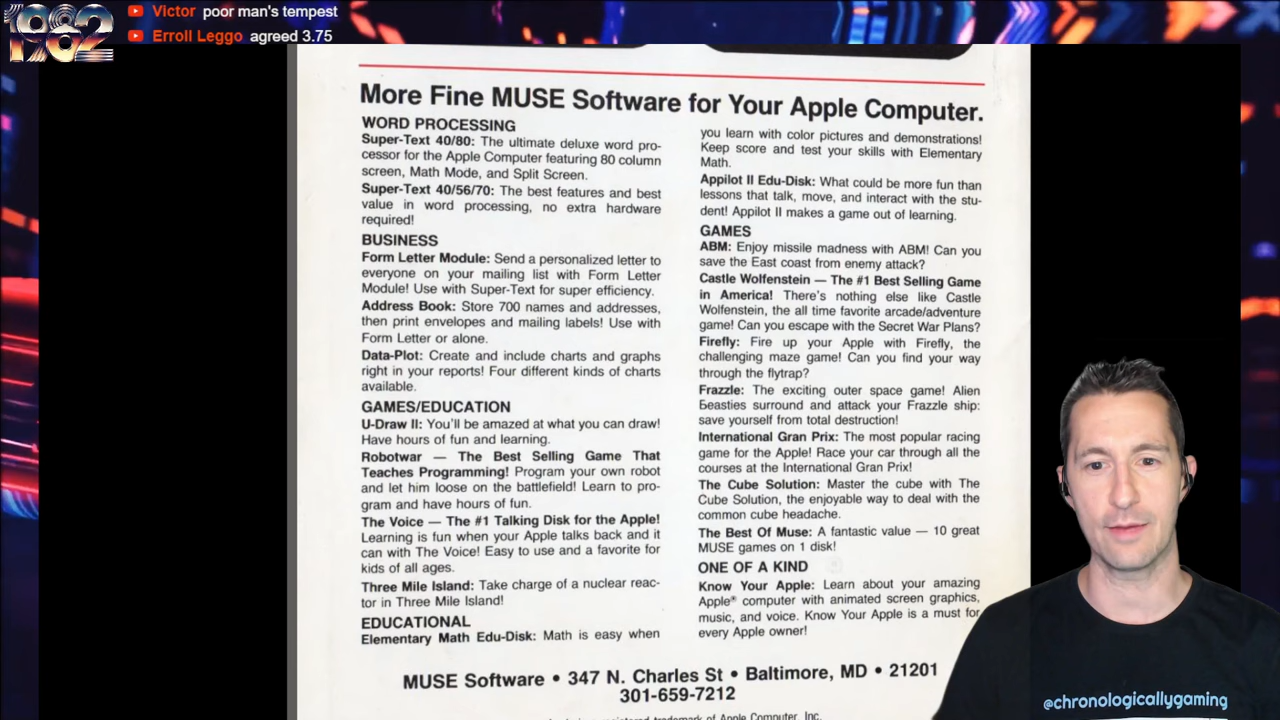 1982
Victor poor man's tempest
Erroll Leggo agreed 3.75
More Fine MUSE Software for Your Apple Computer.
WORD PROCESSING
Super-Text 40/80: The ultimate deluxe word pro-
cessor for the Apple Computer featuring 80 column
screen, Math Mode, and Split Screen.
Super-Text 40/56/70: The best features and best
value in word processing, no extra hardware
required!
BUSINESS
Form Letter Module: Send a personalized letter to
everyone on your mailing list with Form Letter
Module! Use with Super-Text for super efficiency.
Address Book: Store 700 names and addresses,
then print envelopes and mailing labels! Use with
Form Letter or alone.
Data-Plot: Create and include charts and graphs
right in your reports! Four different kinds of charts
available.
GAMES/EDUCATION
U-Draw II: You'll be amazed at what you can draw!
Have hours of fun and learning.
Robotwar — The Best Selling Game That
Teaches Programming! Program your own robot
and let him loose on the battlefield! Learn to pro-
gram and have hours of fun.
The Voice — The #1 Talking Disk for the Apple!
Learning is fun when your Apple talks back and it
can with The Voice! Easy to use and a favorite for
kids of all ages.
Three Mile Island: Take charge of a nuclear reac-
tor in Three Mile Island!
EDUCATIONAL
Elementary Math Edu-Disk: Math is easy when
you learn with color pictures and demonstrations!
Keep score and test your skills with Elementary
Math.
Appilot II Edu-Disk: What could be more fun than
lessons that talk, move, and interact with the stu-
dent! Appilot II makes a game out of learning.
GAMES
ABM: Enjoy missile madness with ABM! Can you
save the East coast from enemy attack?
Castle Wolfenstein — The #1 Best Selling Game
in America! There's nothing else like Castle
Wolfenstein, the all time favorite arcade/adventure
game! Can you escape with the Secret War Plans?
Firefly: Fire up your Apple with Firefly, the
challenging maze game! Can you find your way
through the flytrap?
Frazzle: The exciting outer space game! Alien
Beasties surround and attack your Frazzle ship:
save yourself from total destruction!
International Gran Prix: The most popular racing
game for the Apple! Race your car through all the
courses at the International Gran Prix!
The Cube Solution: Master the cube with The
Cube Solution, the enjoyable way to deal with the
common cube headache.
The Best Of Muse: A fantastic value — 10 great
MUSE games on 1 disk!
ONE OF A KIND
Know Your Apple: Learn about your amazing
Apple® computer with animated screen graphics,
music, and voice. Know Your Apple is a must for
every Apple owner!
MUSE Software • 347 N. Charles St • Baltimore, MD • 21201
301-659-7212
registered trademark of Apple Computer, Inc.
@chronologicallygaming